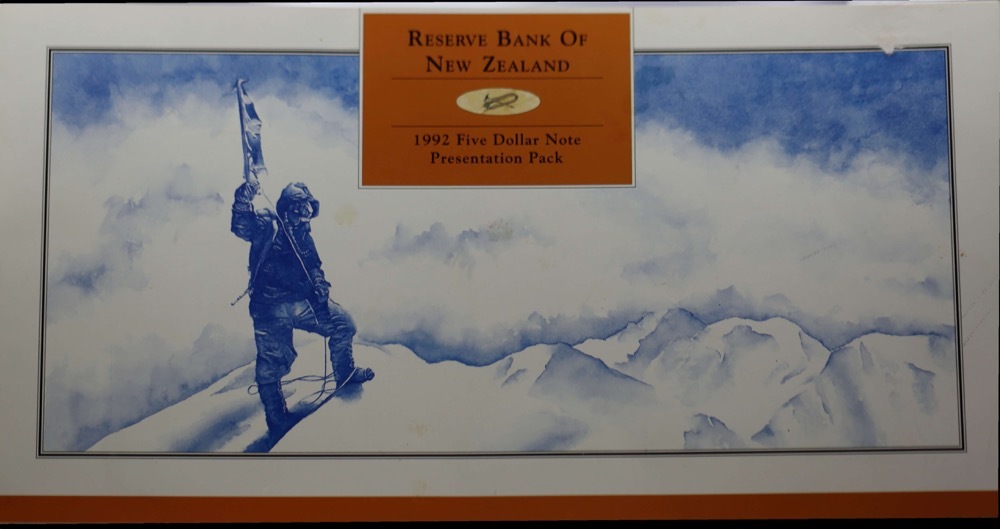 RESERVE BANK OF
NEW ZEALAND
1992 Five Dollar Note
Presentation Pack